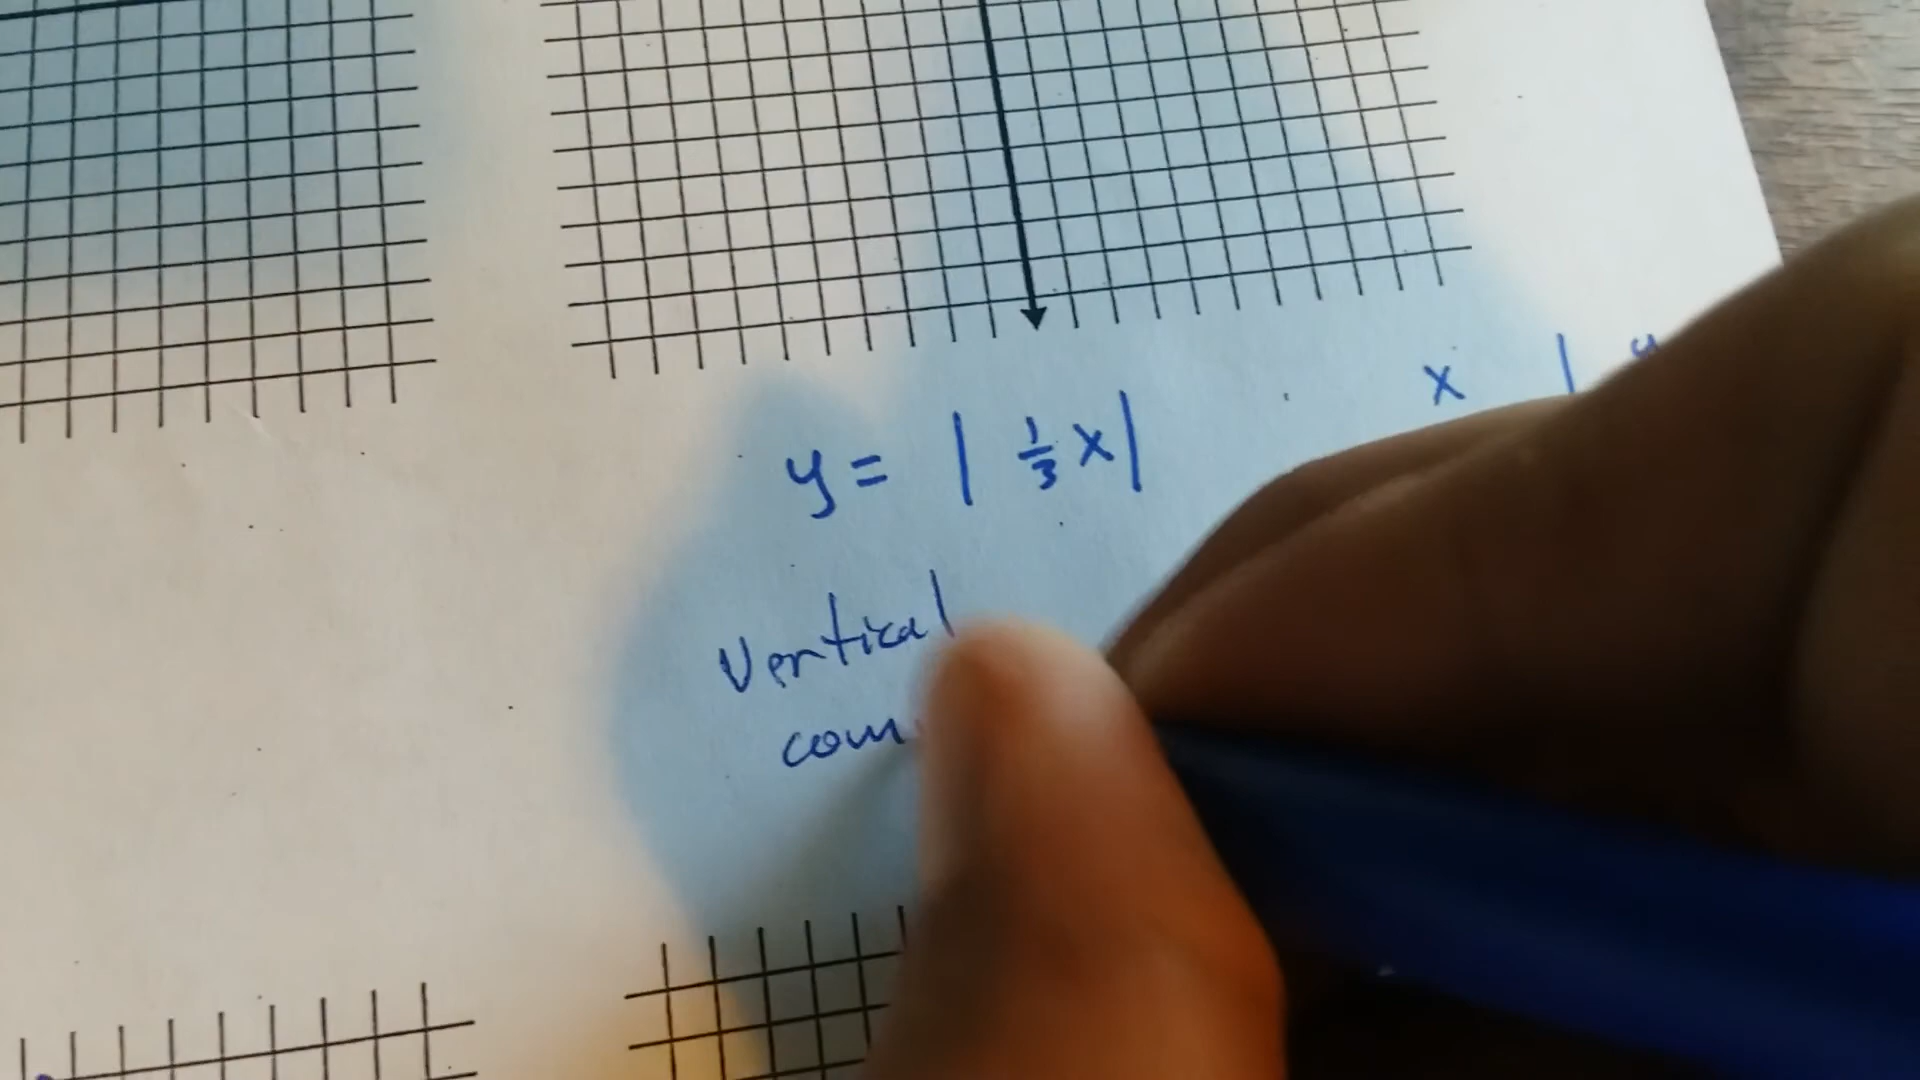 x | y
y = | 1/3 x |
Vertical
com